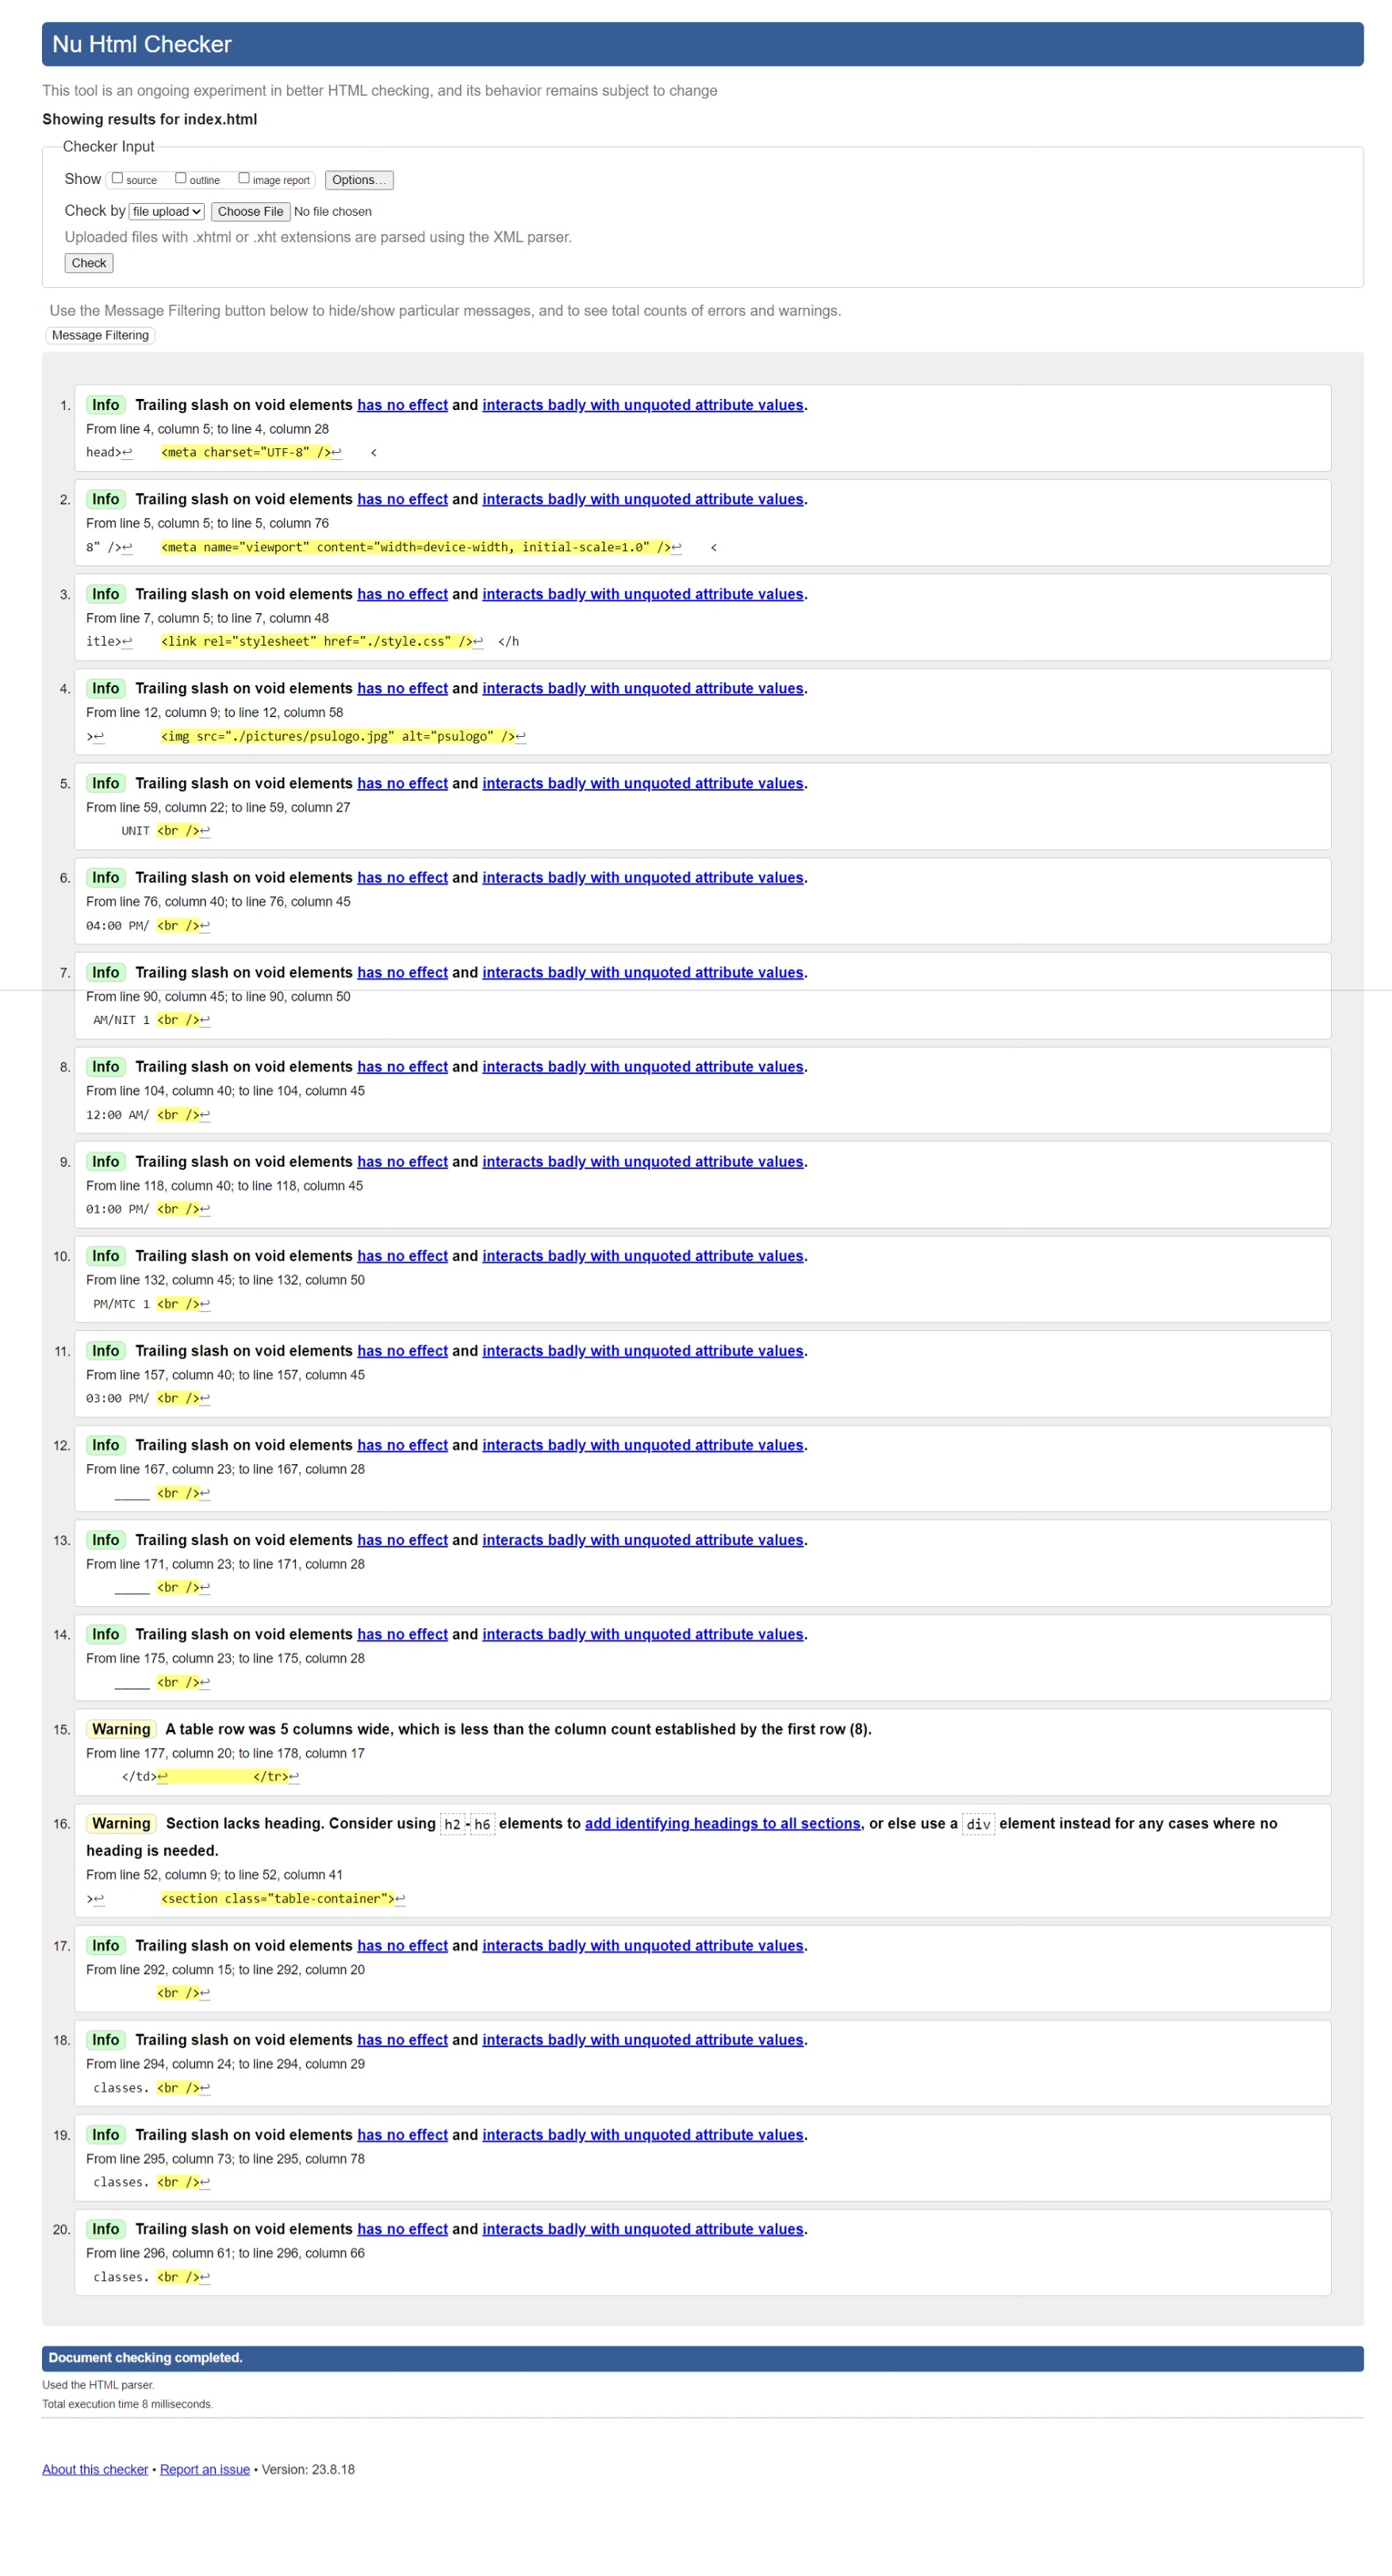 Nu Html Checker
This tool is an ongoing experiment in better HTML checking, and its behavior remains subject to change
Showing results for index.html
Checker Input
Show source outline image report Options...
Check by file upload Choose File No file chosen
Uploaded files with .xhtml or .xht extensions are parsed using the XML parser.
Check
Use the Message Filtering button below to hide/show particular messages, and to see total counts of errors and warnings.
Message Filtering
1. Info Trailing slash on void elements has no effect and interacts badly with unquoted attribute values.
From line 4, column 5; to line 4, column 28
head>↩ <meta charset="UTF-8" />↩ <
2. Info Trailing slash on void elements has no effect and interacts badly with unquoted attribute values.
From line 5, column 5; to line 5, column 76
8" />↩ <meta name="viewport" content="width=device-width, initial-scale=1.0" />↩ <
3. Info Trailing slash on void elements has no effect and interacts badly with unquoted attribute values.
From line 7, column 5; to line 7, column 48
itle>↩ <link rel="stylesheet" href="./style.css" />↩ </h
4. Info Trailing slash on void elements has no effect and interacts badly with unquoted attribute values.
From line 12, column 9; to line 12, column 58
>↩ <img src="./pictures/psulogo.jpg" alt="psulogo" />↩
5. Info Trailing slash on void elements has no effect and interacts badly with unquoted attribute values.
From line 59, column 22; to line 59, column 27
UNIT <br />↩
6. Info Trailing slash on void elements has no effect and interacts badly with unquoted attribute values.
From line 76, column 40; to line 76, column 45
04:00 PM/ <br />↩
7. Info Trailing slash on void elements has no effect and interacts badly with unquoted attribute values.
From line 90, column 45; to line 90, column 50
AM/NIT 1 <br />↩
8. Info Trailing slash on void elements has no effect and interacts badly with unquoted attribute values.
From line 104, column 40; to line 104, column 45
12:00 AM/ <br />↩
9. Info Trailing slash on void elements has no effect and interacts badly with unquoted attribute values.
From line 118, column 40; to line 118, column 45
01:00 PM/ <br />↩
10. Info Trailing slash on void elements has no effect and interacts badly with unquoted attribute values.
From line 132, column 45; to line 132, column 50
PM/MTC 1 <br />↩
11. Info Trailing slash on void elements has no effect and interacts badly with unquoted attribute values.
From line 157, column 40; to line 157, column 45
03:00 PM/ <br />↩
12. Info Trailing slash on void elements has no effect and interacts badly with unquoted attribute values.
From line 167, column 23; to line 167, column 28
_____ <br />↩
13. Info Trailing slash on void elements has no effect and interacts badly with unquoted attribute values.
From line 171, column 23; to line 171, column 28
_____ <br />↩
14. Info Trailing slash on void elements has no effect and interacts badly with unquoted attribute values.
From line 175, column 23; to line 175, column 28
_____ <br />↩
15. Warning A table row was 5 columns wide, which is less than the column count established by the first row (8).
From line 177, column 20; to line 178, column 17
</td>↩ </tr>↩
16. Warning Section lacks heading. Consider using h2-h6 elements to add identifying headings to all sections, or else use a div element instead for any cases where no
heading is needed.
From line 52, column 9; to line 52, column 41
>↩ <section class="table-container">↩
17. Info Trailing slash on void elements has no effect and interacts badly with unquoted attribute values.
From line 292, column 15; to line 292, column 20
<br />↩
18. Info Trailing slash on void elements has no effect and interacts badly with unquoted attribute values.
From line 294, column 24; to line 294, column 29
classes. <br />↩
19. Info Trailing slash on void elements has no effect and interacts badly with unquoted attribute values.
From line 295, column 73; to line 295, column 78
classes. <br />↩
20. Info Trailing slash on void elements has no effect and interacts badly with unquoted attribute values.
From line 296, column 61; to line 296, column 66
classes. <br />↩
Document checking completed.
Used the HTML parser.
Total execution time 8 milliseconds.
About this checker • Report an issue • Version: 23.8.18